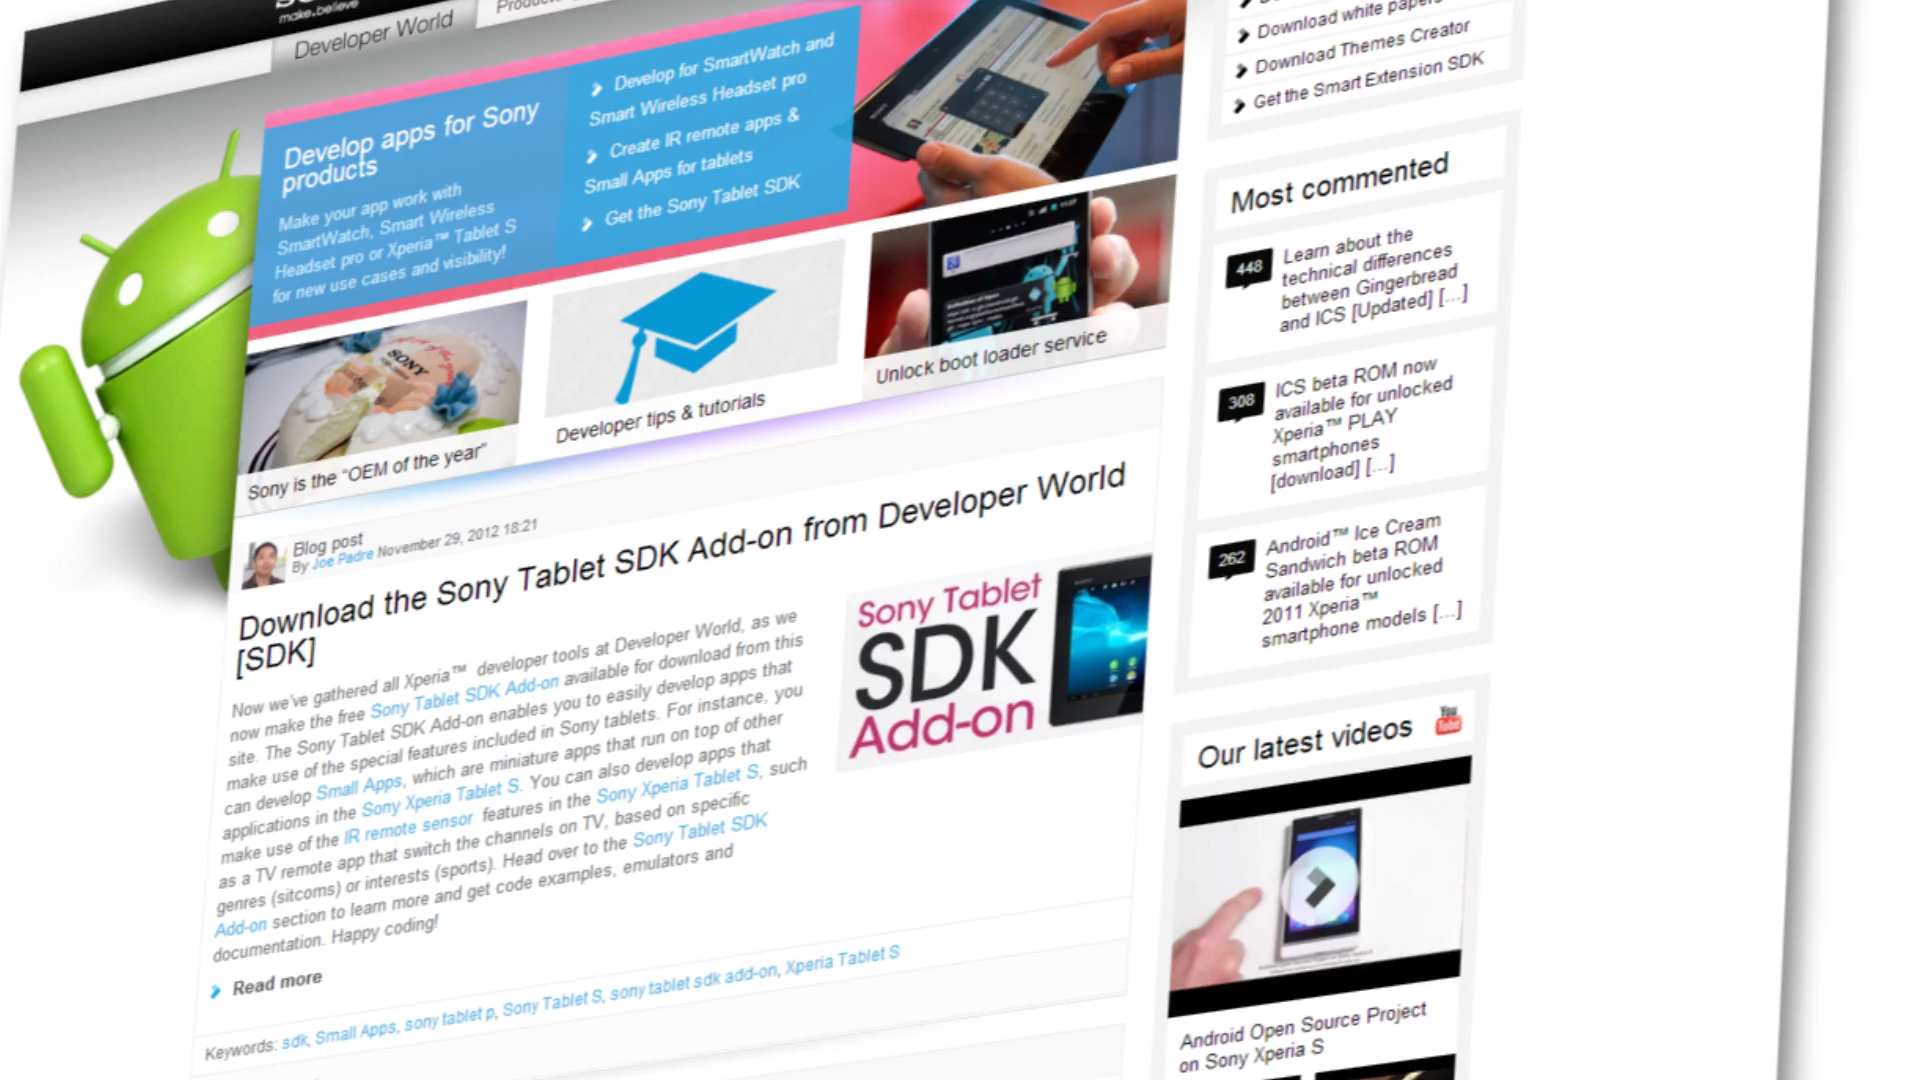 make.believe
Developer World
Develop apps for Sony
products
Make your app work with
SmartWatch, Smart Wireless
Headset pro or Xperia™ Tablet S
for new use cases and visibility!
Develop for SmartWatch and
Smart Wireless Headset pro
Create IR remote apps &
Small Apps for tablets
Get the Sony Tablet SDK
SONY
Sony is the “OEM of the year”
Developer tips & tutorials
Unlock boot loader service
Blog post
By Joe Padre November 29, 2012 18:21
Download the Sony Tablet SDK Add-on from Developer World
[SDK]
Now we've gathered all Xperia™ developer tools at Developer World, as we
now make the free Sony Tablet SDK Add-on available for download from this
site. The Sony Tablet SDK Add-on enables you to easily develop apps that
make use of the special features included in Sony tablets. For instance, you
can develop Small Apps, which are miniature apps that run on top of other
applications in the Sony Xperia Tablet S. You can also develop apps that
make use of the IR remote sensor features in the Sony Xperia Tablet S, such
as a TV remote app that switch the channels on TV, based on specific
genres (sitcoms) or interests (sports). Head over to the Sony Tablet SDK
Add-on section to learn more and get code examples, emulators and
documentation. Happy coding!
Read more
Keywords: sdk, Small Apps, sony tablet p, Sony Tablet S, sony tablet sdk add-on, Xperia Tablet S
Sony Tablet
SDK
Add-on
Download white papers
Download Themes Creator
Get the Smart Extension SDK
Most commented
448
Learn about the
technical differences
between Gingerbread
and ICS [Updated] [...]
308
ICS beta ROM now
available for unlocked
Xperia™ PLAY
smartphones
[download] [...]
262
Android™ Ice Cream
Sandwich beta ROM
available for unlocked
2011 Xperia™
smartphone models [...]
Our latest videos
You
Tube
Android Open Source Project
on Sony Xperia S